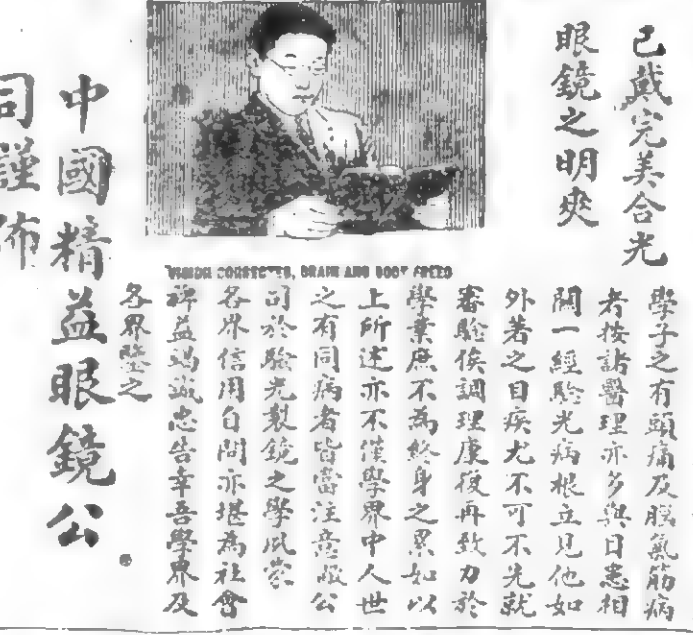 已戴完美合光
眼鏡之明爽
VISION CORRECTED, BRAIN AND BODY FREED
學子之有頭痛及腦氣筋病
者按諸醫理亦多與目患相
關一經驗光病根立見他如
外著之目疾尤不可不先就
審驗俟調理康復再致力於
學業庶不為終身之累如以
上所述亦不僅學界中人世
之有同病者皆當注意敝公
司於驗光製鏡之學夙蒙
各界信用自問亦堪為社會
裨益竭誠忠告幸吾學界及
各界鑒之
中國精益眼鏡公
司謹佈